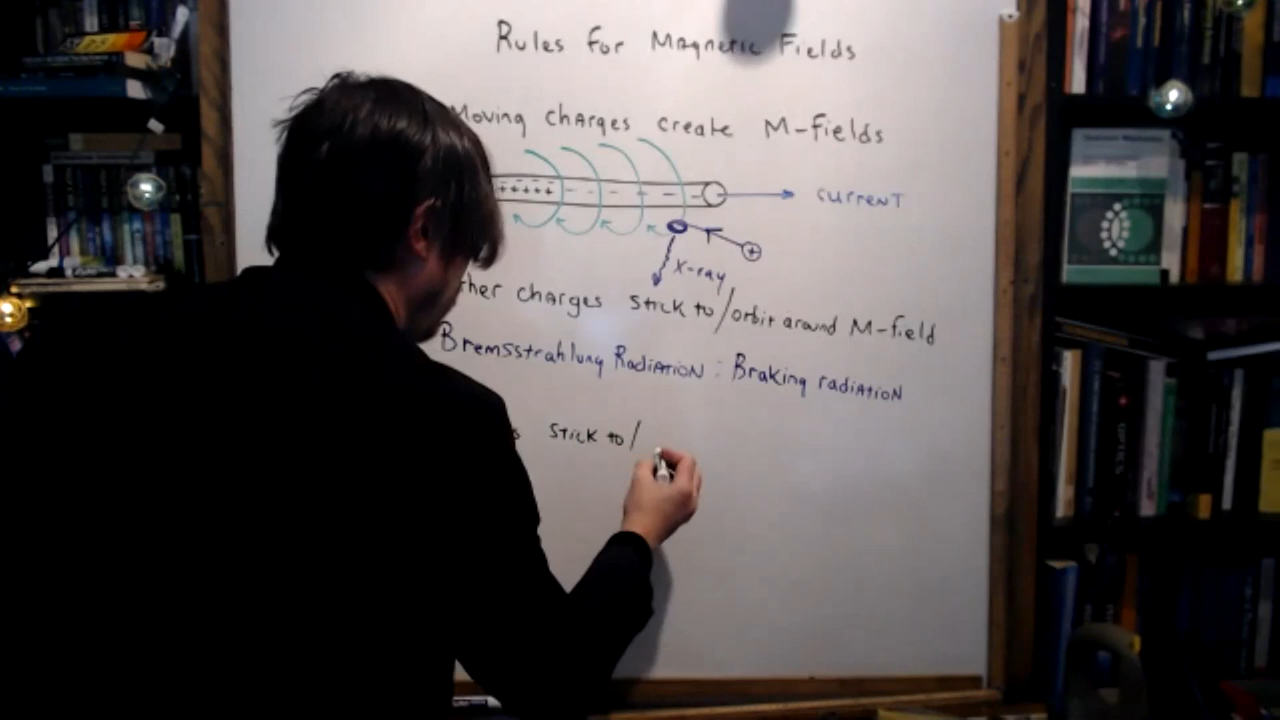 Rules for Magnetic Fields
Moving charges create M-fields
++++
current
+
X-ray
charges stick to/orbit around M-field
Bremsstrahlung Radiation : Braking radiation
stick to/
OPTICS